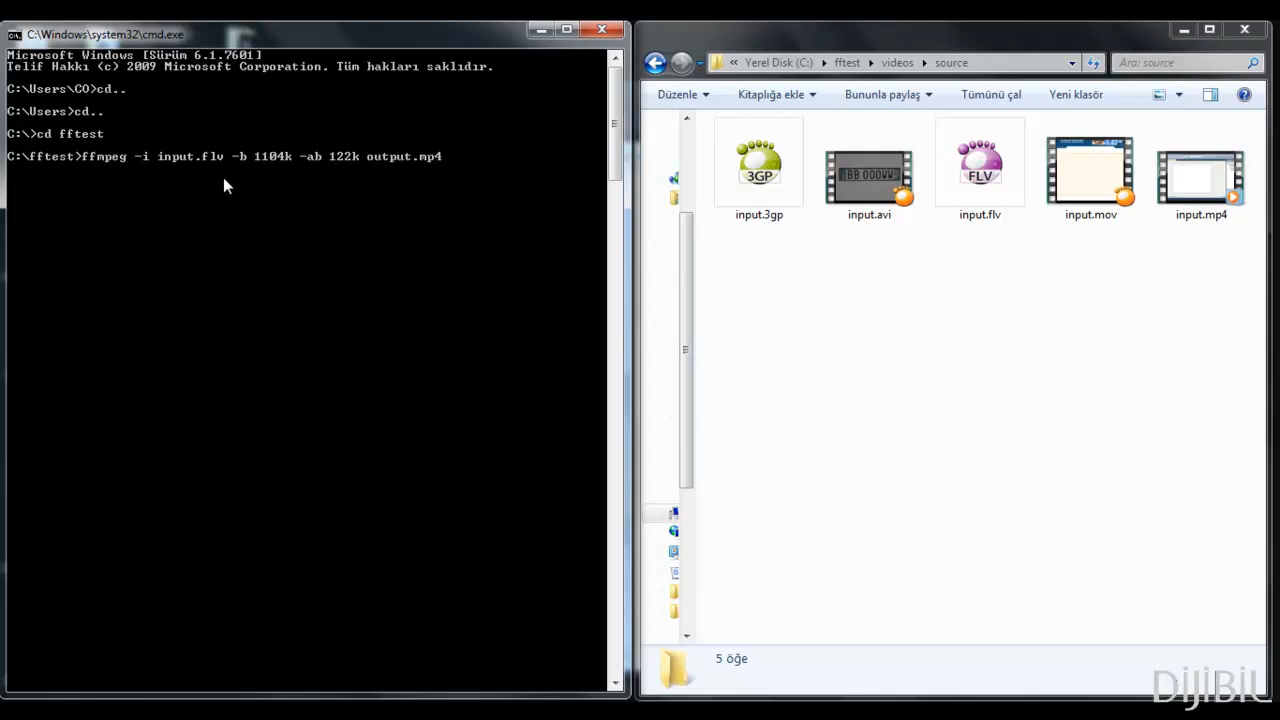 C:\Windows\system32\cmd.exe
Microsoft Windows [Sürüm 6.1.7601]
Telif Hakkı (c) 2009 Microsoft Corporation. Tüm hakları saklıdır.
C:\Users\CO>cd..
C:\Users>cd..
C:\>cd fftest
C:\fftest>ffmpeg -i input.flv -b 1104k -ab 122k output.mp4
« Yerel Disk (C:) fftest videos source
Ara: source
Düzenle Kitaplığa ekle Bununla paylaş Tümünü çal Yeni klasör
3GP BB 000WW FLV
input.3gp input.avi input.flv input.mov input.mp4
5 öğe
DijiBil